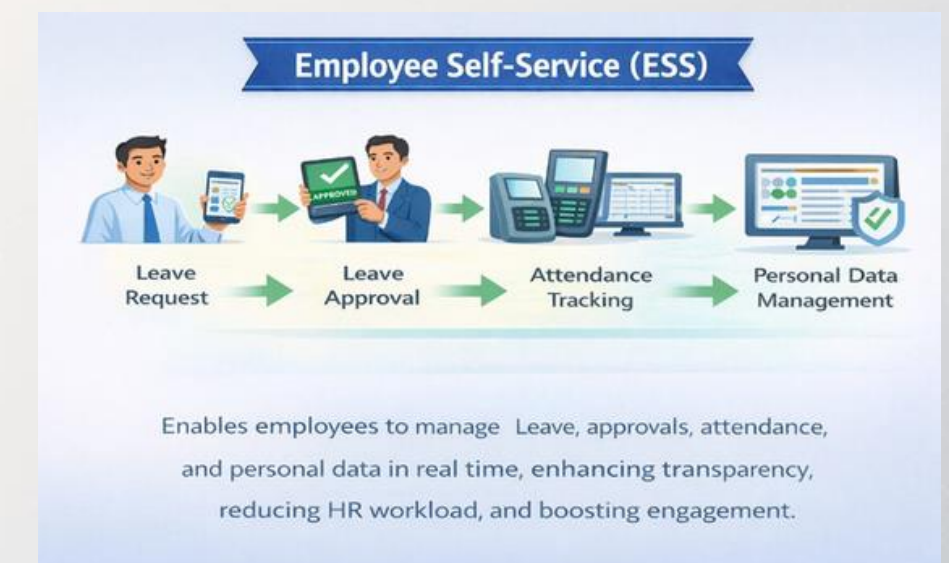 Employee Self-Service (ESS)
APPROVED
Leave
Request
Leave
Approval
Attendance
Tracking
Personal Data
Management
Enables employees to manage Leave, approvals, attendance,
and personal data in real time, enhancing transparency,
reducing HR workload, and boosting engagement.